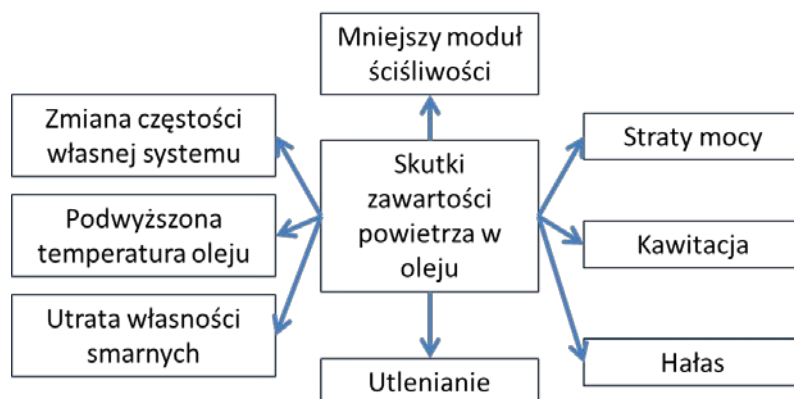 Mniejszy moduł
ściśliwości
Zmiana częstości
własnej systemu
Podwyższona
temperatura oleju
Utrata własności
smarnych
Skutki
zawartości
powietrza w
oleju
Utlenianie
Straty mocy
Kawitacja
Hałas